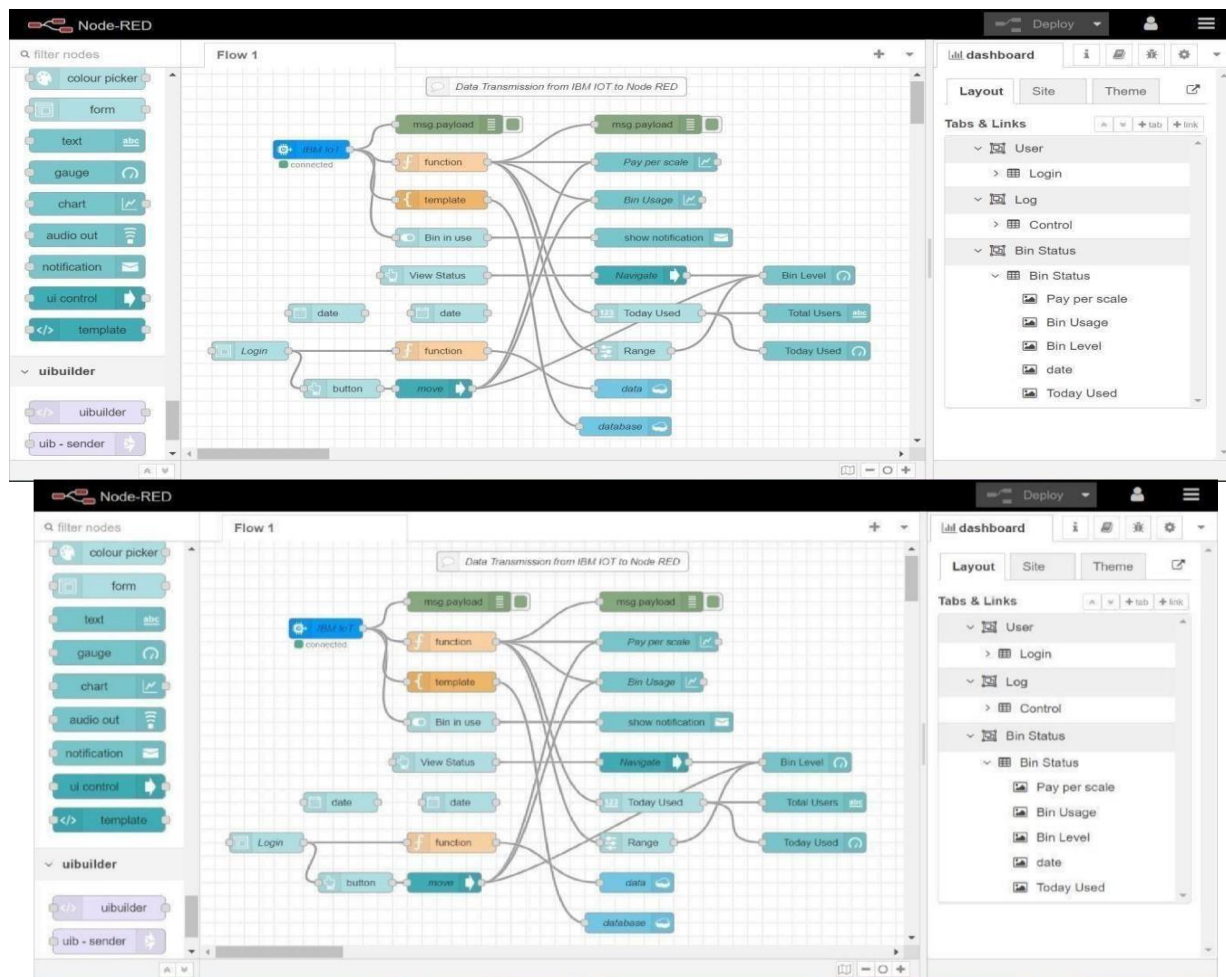 Node-RED
Deploy
filter nodes
Flow 1
dashboard
i
colour picker
form
text
abc
gauge
chart
audio out
notification
ui control
template
uibuilder
uibuilder
uib - sender
Data Transmission from IBM IOT to Node RED
IBM IoT
connected
msg.payload
msg.payload
function
Pay per scale
template
Bin Usage
Bin in use
show notification
View Status
Navigate
Bin Level
date
date
123 Today Used
Total Users abc
Login
function
Range
Today Used
button
move
data
database
Layout
Site
Theme
Tabs & Links
+ tab
+ link
User
Login
Log
Control
Bin Status
Bin Status
Pay per scale
Bin Usage
Bin Level
date
Today Used
Node-RED
Deploy
filter nodes
Flow 1
dashboard
i
colour picker
form
text
abc
gauge
chart
audio out
notification
ui control
template
uibuilder
uibuilder
uib - sender
Data Transmission from IBM IOT to Node RED
IBM IoT
connected
msg.payload
msg.payload
function
Pay per scale
template
Bin Usage
Bin in use
show notification
View Status
Navigate
Bin Level
date
date
123 Today Used
Total Users abc
Login
function
Range
Today Used
button
move
data
database
Layout
Site
Theme
Tabs & Links
+ tab
+ link
User
Login
Log
Control
Bin Status
Bin Status
Pay per scale
Bin Usage
Bin Level
date
Today Used